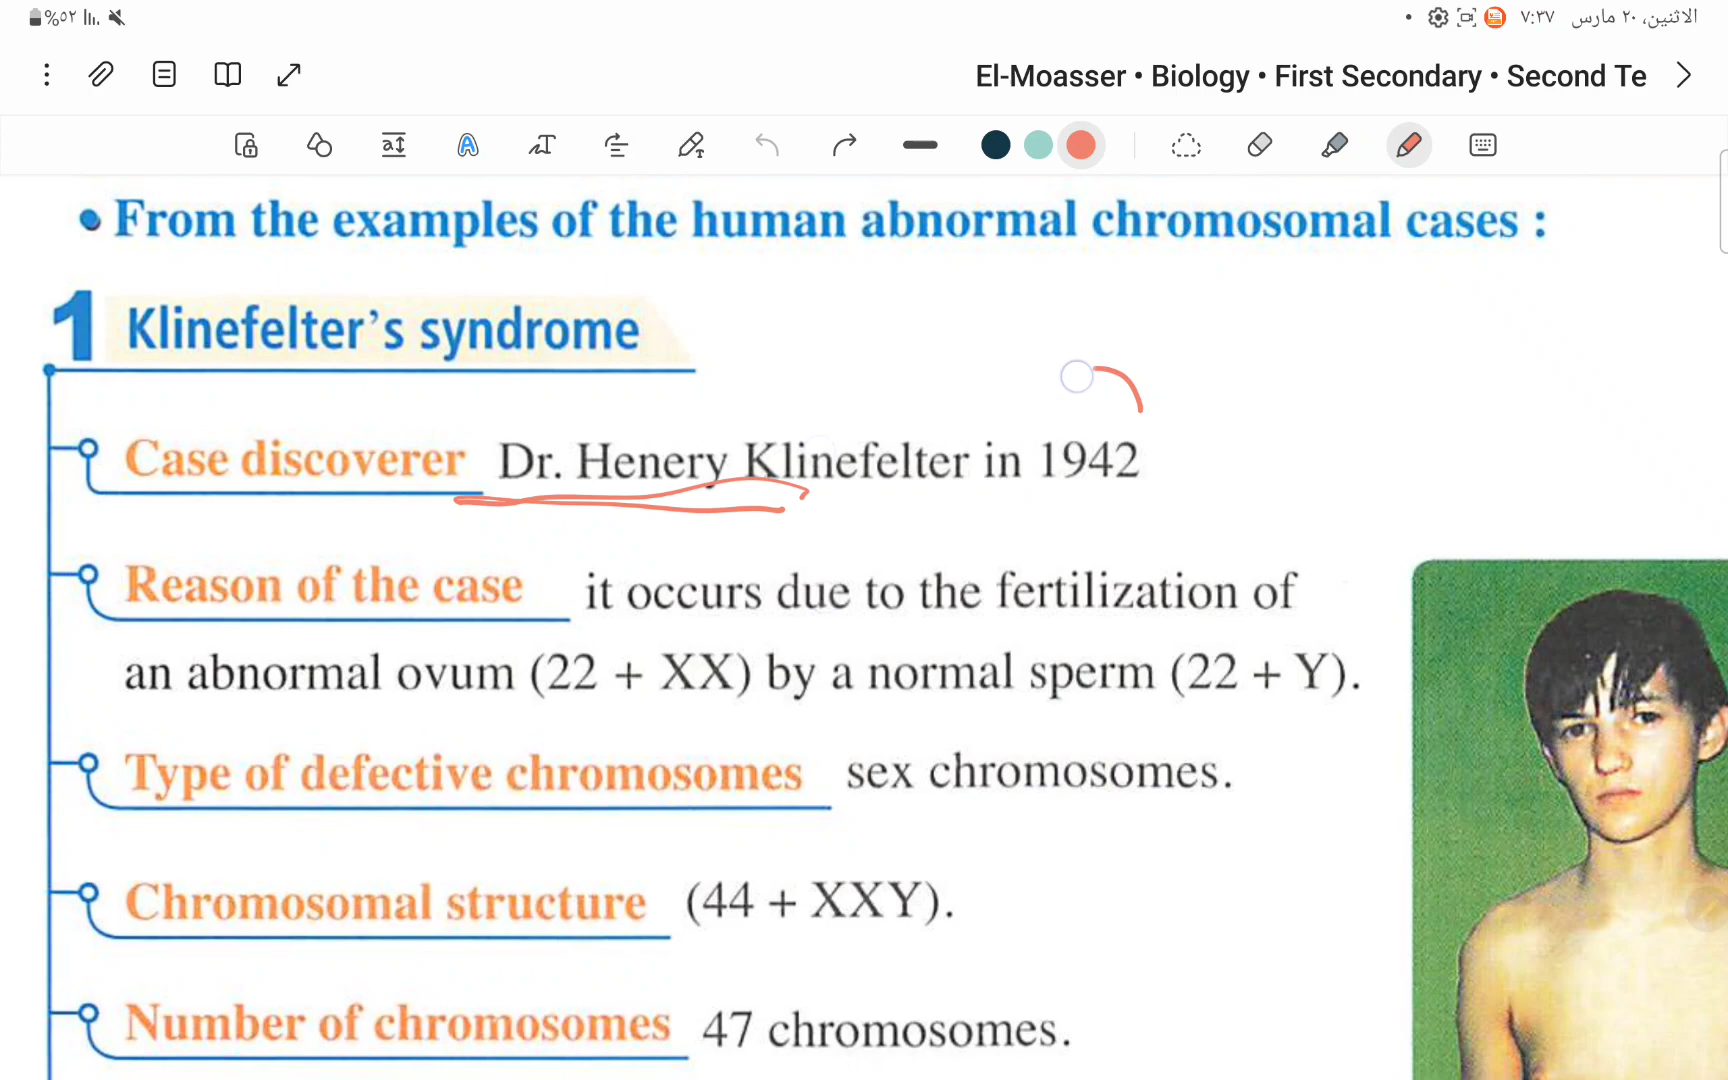 %٥٢
الاثنين، ٢٠ مارس ٧:٣٧
El-Moasser • Biology • First Secondary • Second Te
• From the examples of the human abnormal chromosomal cases :
1 Klinefelter's syndrome
Case discoverer Dr. Henery Klinefelter in 1942
Reason of the case it occurs due to the fertilization of
an abnormal ovum (22 + XX) by a normal sperm (22 + Y).
Type of defective chromosomes sex chromosomes.
Chromosomal structure (44 + XXY).
Number of chromosomes 47 chromosomes.